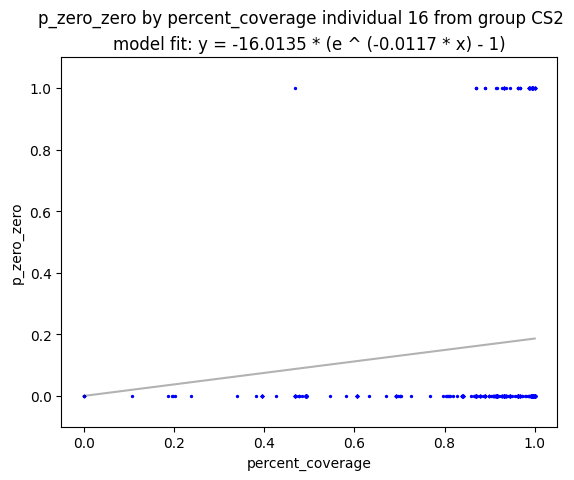 p_zero_zero by percent_coverage individual 16 from group CS2
model fit: y = -16.0135 * (e ^ (-0.0117 * x) - 1)
1.0
0.8
0.6
0.4
0.2
0.0
p_zero_zero
0.0 0.2 0.4 0.6 0.8 1.0
percent_coverage